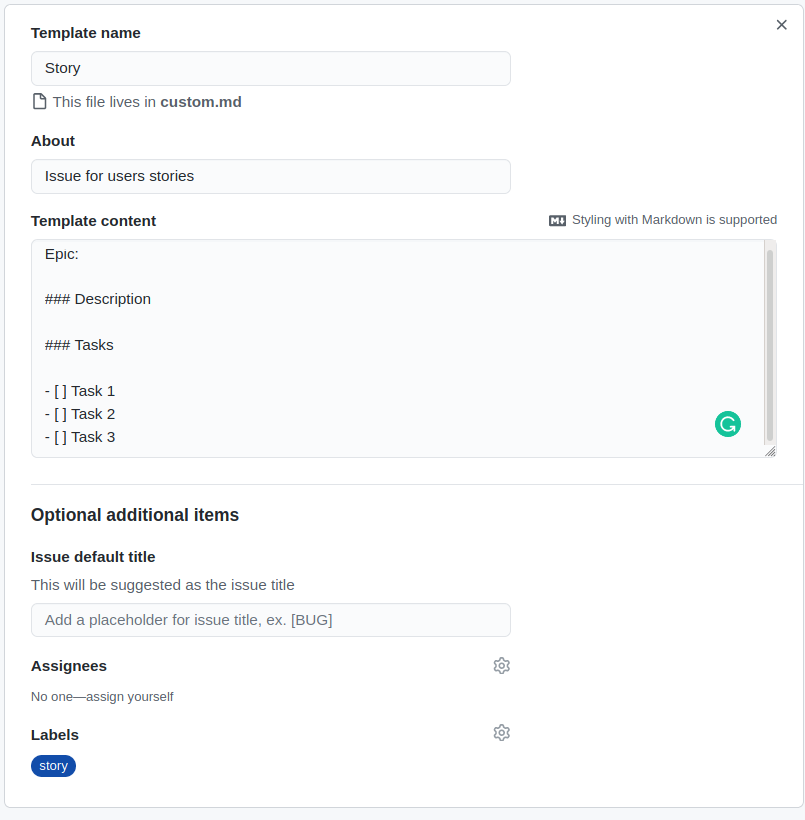 Template name
Story
This file lives in custom.md
About
Issue for users stories
Template content
Styling with Markdown is supported
Epic:
### Description
### Tasks
- [ ] Task 1
- [ ] Task 2
- [ ] Task 3
Optional additional items
Issue default title
This will be suggested as the issue title
Add a placeholder for issue title, ex. [BUG]
Assignees
No one—assign yourself
Labels
story